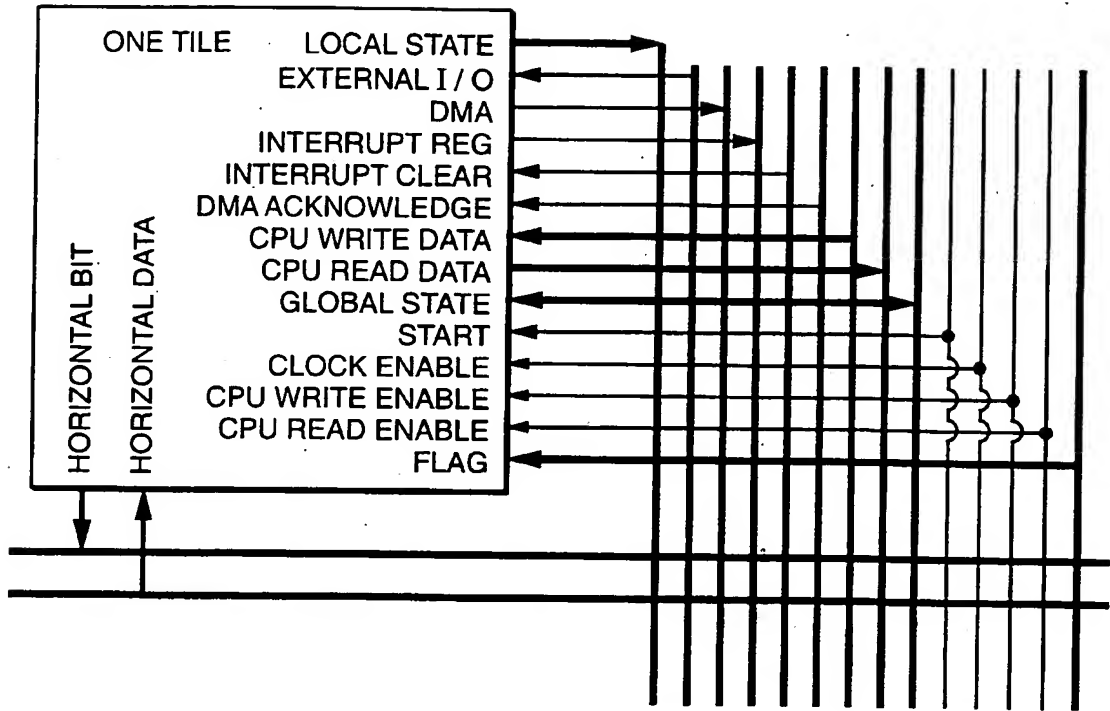 ONE TILE LOCAL STATE
EXTERNAL I / O
DMA
INTERRUPT REG
INTERRUPT CLEAR
DMA ACKNOWLEDGE
CPU WRITE DATA
CPU READ DATA
GLOBAL STATE
START
CLOCK ENABLE
CPU WRITE ENABLE
CPU READ ENABLE
FLAG
HORIZONTAL BIT
HORIZONTAL DATA